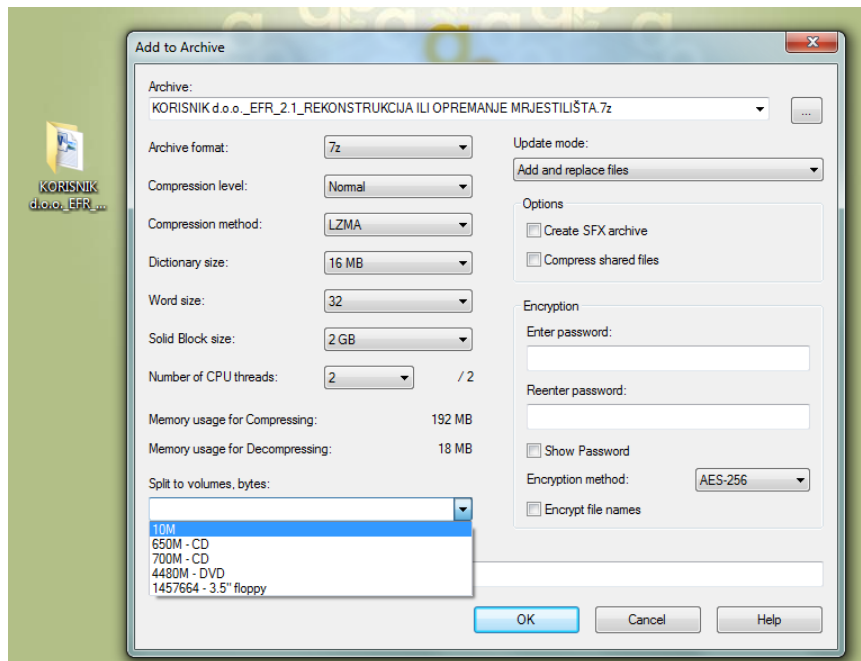 Add to Archive
Archive:
KORISNIK d.o.o._EFR_2.1_REKONSTRUKCIJA ILI OPREMANJE MRJESTILIŠTA.7z
...
Archive format:
7z
Compression level:
Normal
Compression method:
LZMA
Dictionary size:
16 MB
Word size:
32
Solid Block size:
2 GB
Number of CPU threads:
2
/ 2
Memory usage for Compressing:
192 MB
Memory usage for Decompressing:
18 MB
Split to volumes, bytes:
10M
650M - CD
700M - CD
4480M - DVD
1457664 - 3.5" floppy
Update mode:
Add and replace files
Options
Create SFX archive
Compress shared files
Encryption
Enter password:
Reenter password:
Show Password
Encryption method:
AES-256
Encrypt file names
OK
Cancel
Help
KORISNIK
d.o.o._EFR_...